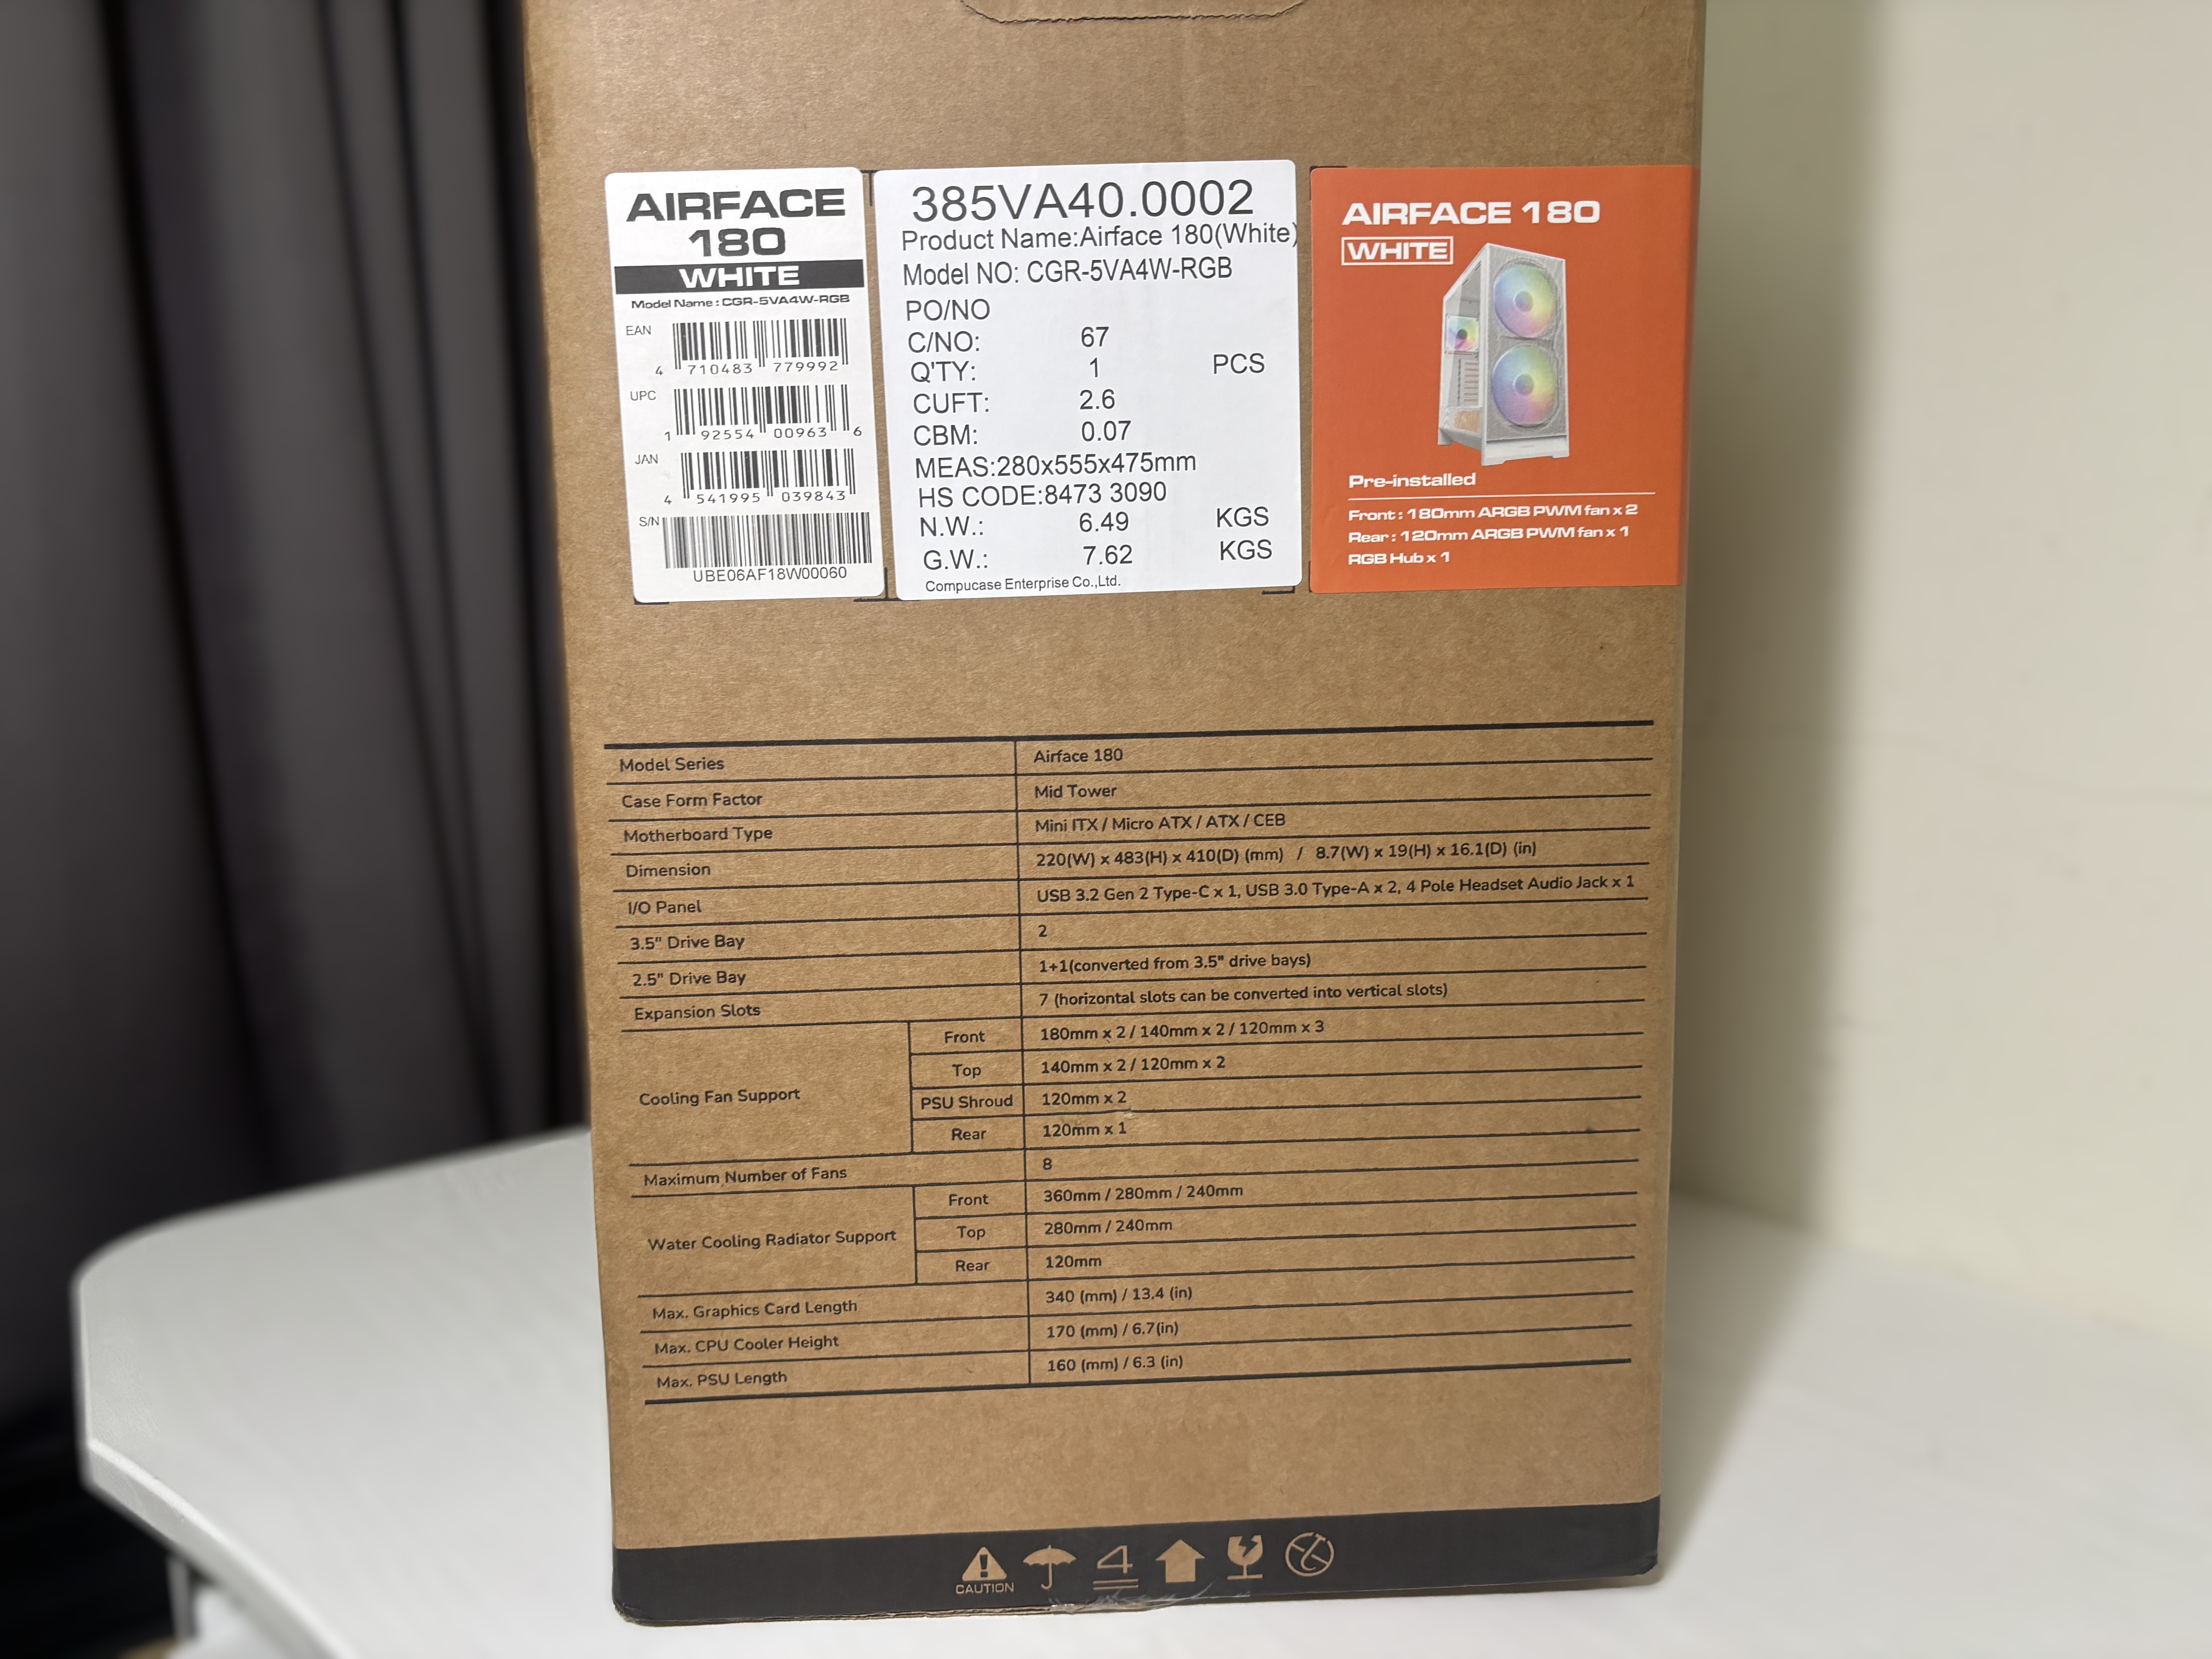 AIRFACE
180
WHITE
Model Name : CGR-5VA4W-RGB
EAN
4 710483 779992
UPC
1 92554 00963 6
JAN
4 541995 039843
S/N
UBE06AF18W00060
385VA40.0002
Product Name:Airface 180(White)
Model NO: CGR-5VA4W-RGB
PO/NO
C/NO: 67
Q'TY: 1 PCS
CUFT: 2.6
CBM: 0.07
MEAS:280x555x475mm
HS CODE:8473 3090
N.W.: 6.49 KGS
G.W.: 7.62 KGS
Compucase Enterprise Co.,Ltd.
AIRFACE 180
WHITE
Pre-installed
Front : 180mm ARGB PWM fan x 2
Rear : 120mm ARGB PWM fan x 1
RGB Hub x 1
Model Series Airface 180
Case Form Factor Mid Tower
Motherboard Type Mini ITX / Micro ATX / ATX / CEB
Dimension 220(W) x 483(H) x 410(D) (mm) / 8.7(W) x 19(H) x 16.1(D) (in)
I/O Panel USB 3.2 Gen 2 Type-C x 1, USB 3.0 Type-A x 2, 4 Pole Headset Audio Jack x 1
3.5" Drive Bay 2
2.5" Drive Bay 1+1(converted from 3.5" drive bays)
Expansion Slots 7 (horizontal slots can be converted into vertical slots)
Cooling Fan Support
Front 180mm x 2 / 140mm x 2 / 120mm x 3
Top 140mm x 2 / 120mm x 2
PSU Shroud 120mm x 2
Rear 120mm x 1
Maximum Number of Fans 8
Water Cooling Radiator Support
Front 360mm / 280mm / 240mm
Top 280mm / 240mm
Rear 120mm
Max. Graphics Card Length 340 (mm) / 13.4 (in)
Max. CPU Cooler Height 170 (mm) / 6.7(in)
Max. PSU Length 160 (mm) / 6.3 (in)
CAUTION
4